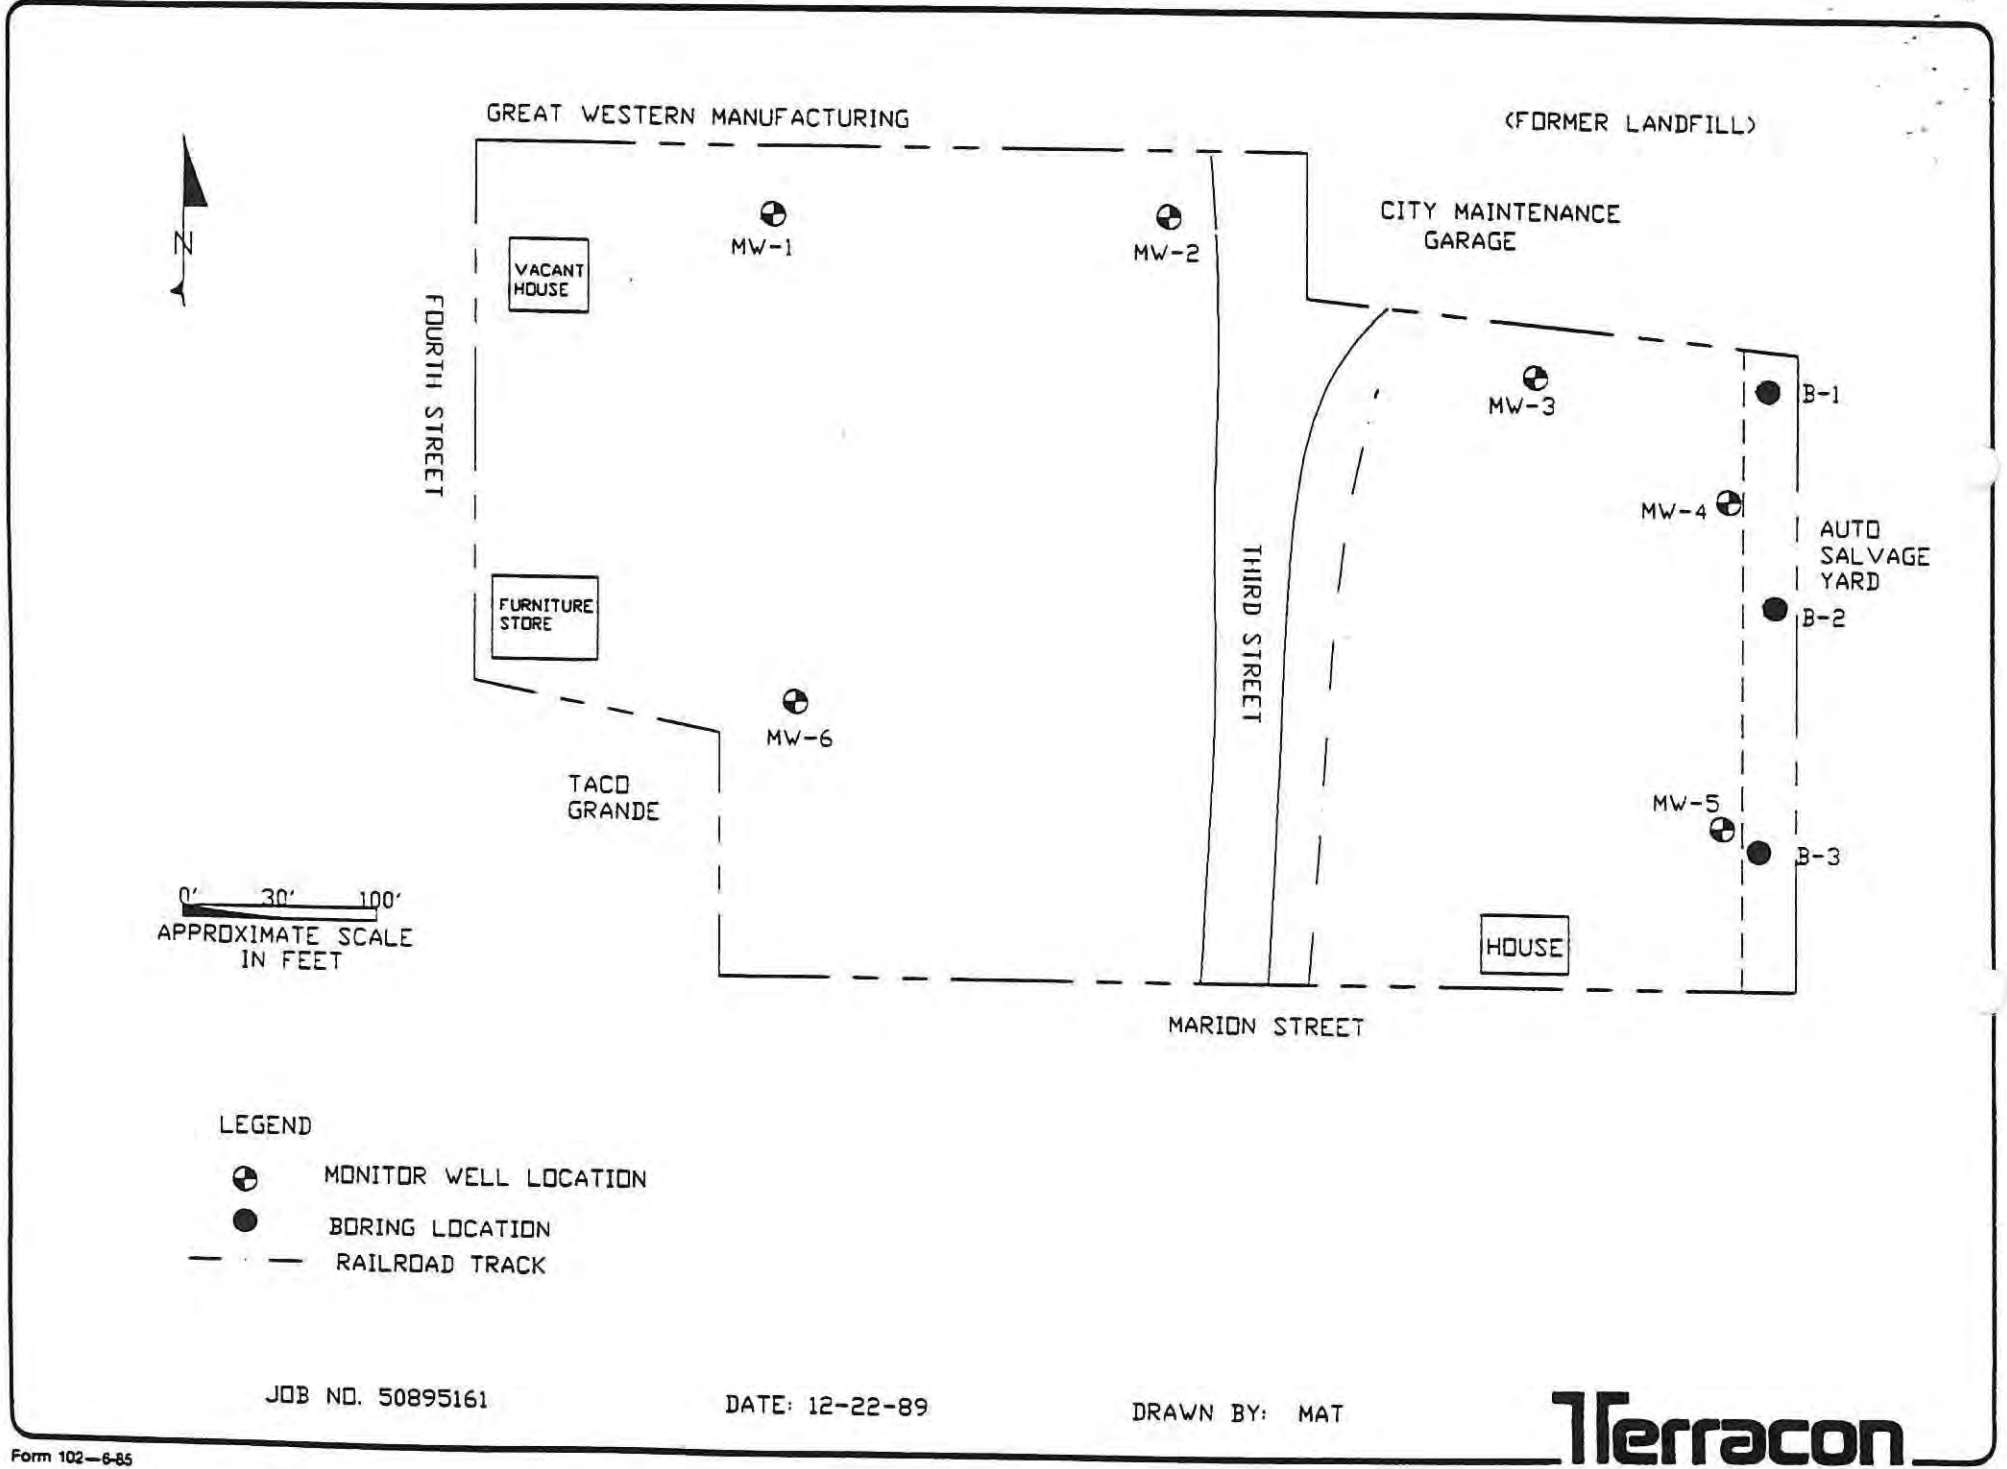 GREAT WESTERN MANUFACTURING
(FORMER LANDFILL)
CITY MAINTENANCE
GARAGE
N
MW-1
MW-2
VACANT
HOUSE
FOURTH STREET
MW-3
B-1
MW-4
AUTO
SALVAGE
YARD
THIRD STREET
FURNITURE
STORE
B-2
MW-6
TACO
GRANDE
MW-5
B-3
0' 30' 100'
APPROXIMATE SCALE
IN FEET
HOUSE
MARION STREET
LEGEND
MONITOR WELL LOCATION
BORING LOCATION
RAILROAD TRACK
JOB NO. 50895161
DATE: 12-22-89
DRAWN BY: MAT
Terracon
Form 102—6-85